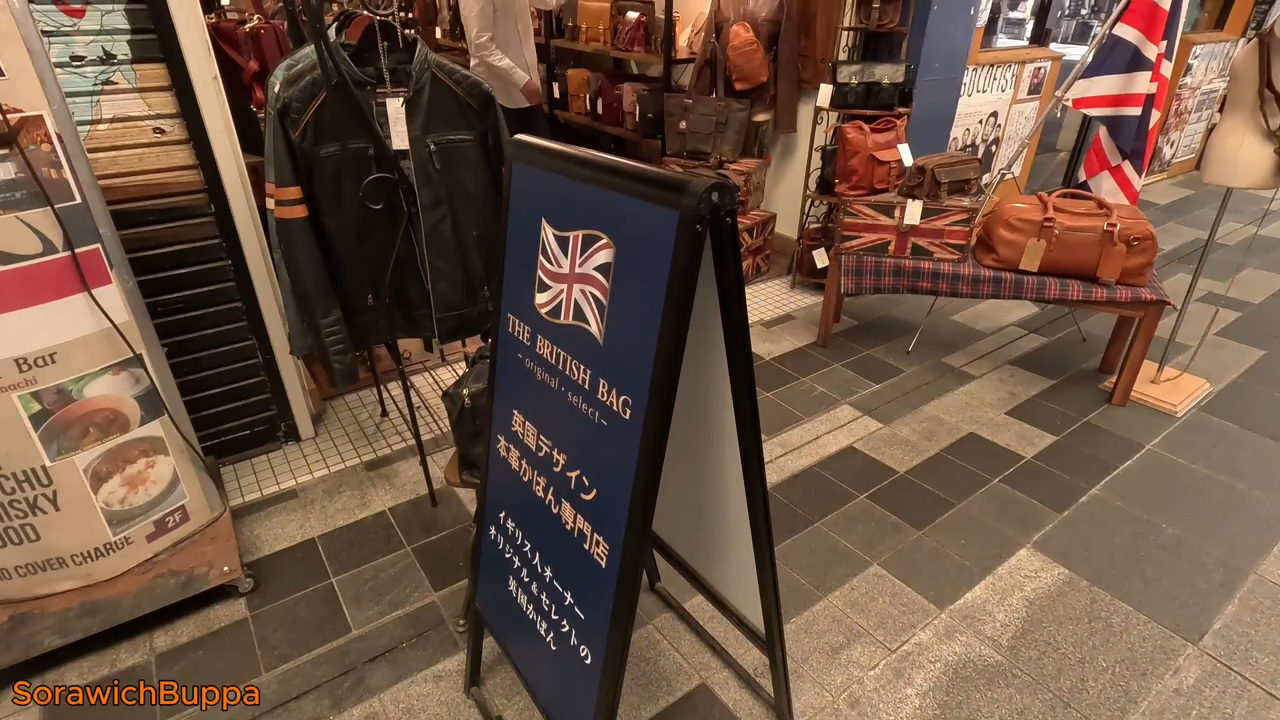 Bar
nachi
CHU
ISKY
OOD
2F
O COVER CHARGE
THE BRITISH BAG
- original・select -
英国デザイン
本革かばん専門店
イギリス人オーナー
オリジナル&セレクトの
英国かばん
GOLDFISH
SorawichBuppa